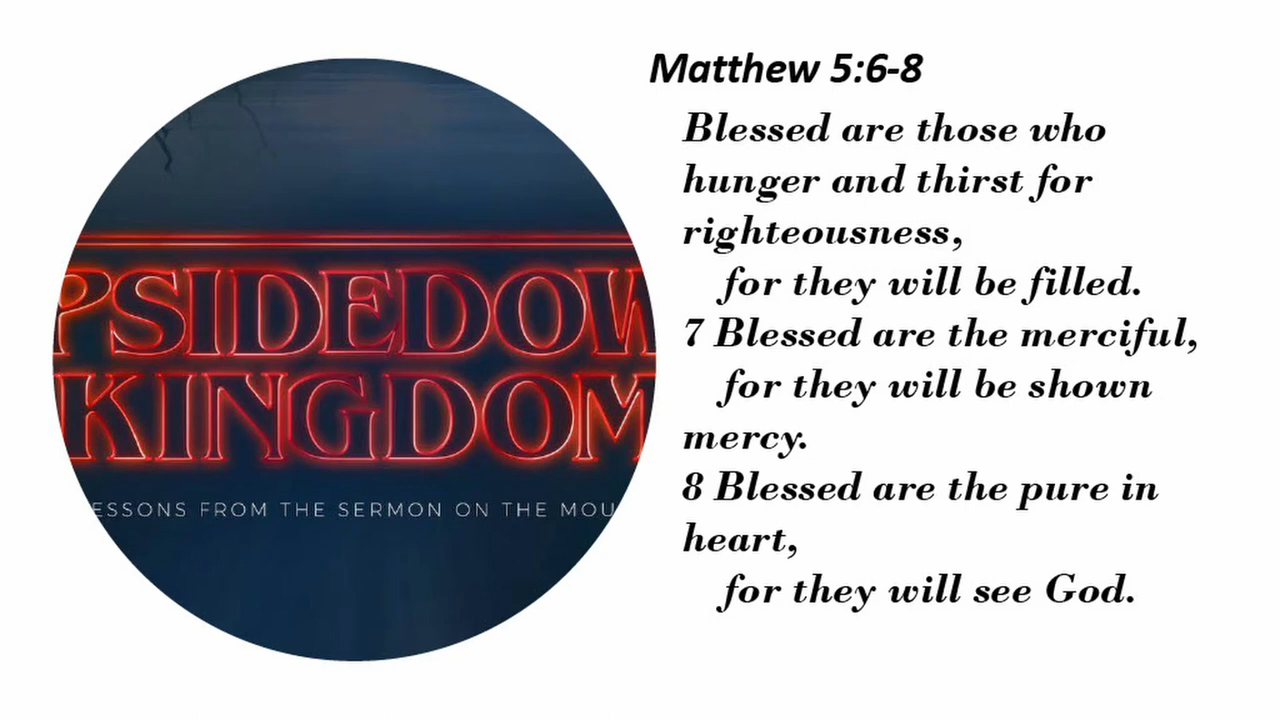 PSIDEDOW
KINGDOM
ESSONS FROM THE SERMON ON THE MOU
Matthew 5:6-8
Blessed are those who
hunger and thirst for
righteousness,
for they will be filled.
7 Blessed are the merciful,
for they will be shown
mercy.
8 Blessed are the pure in
heart,
for they will see God.